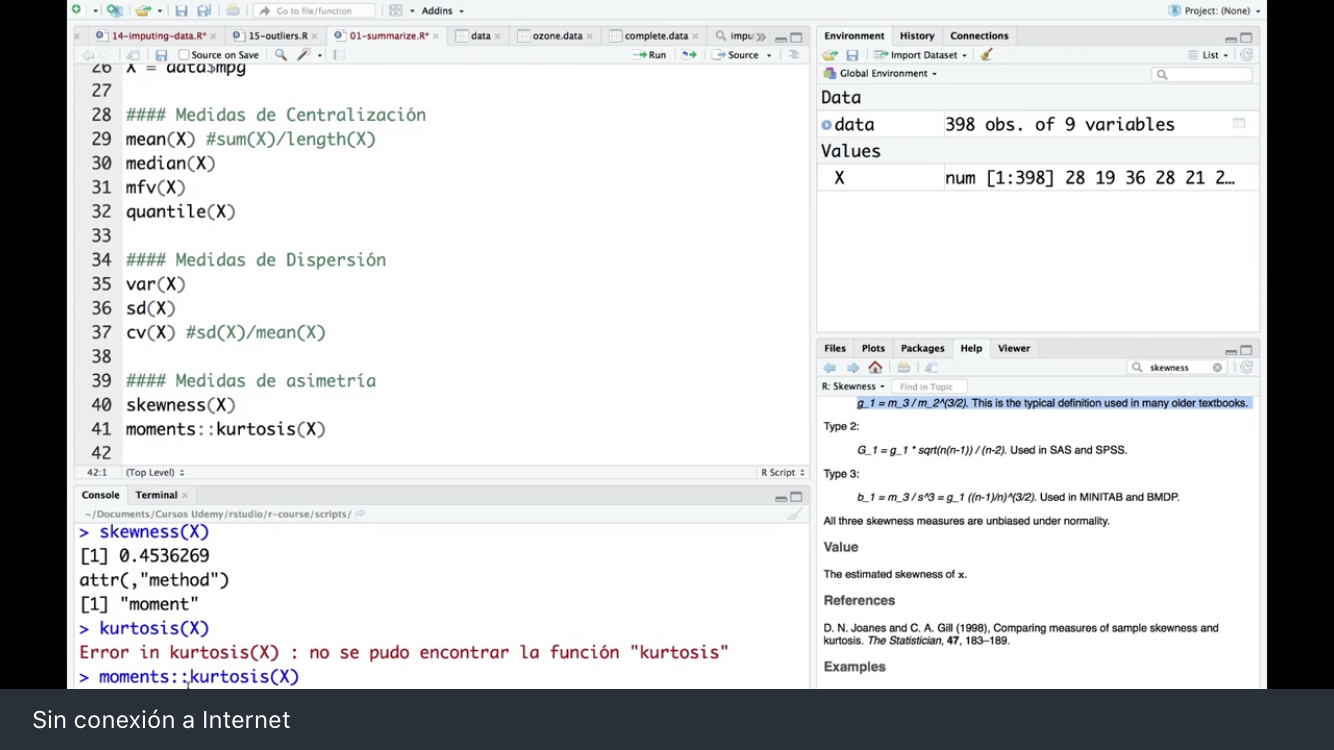 Go to file/function
Addins
Project: (None)
14-imputing-data.R*
15-outliers.R
01-summarize.R*
data
ozone.data
complete.data
Source on Save
Run
Source
26 X = data$mpg
27
28 #### Medidas de Centralización
29 mean(X) #sum(X)/length(X)
30 median(X)
31 mfv(X)
32 quantile(X)
33
34 #### Medidas de Dispersión
35 var(X)
36 sd(X)
37 cv(X) #sd(X)/mean(X)
38
39 #### Medidas de asimetría
40 skewness(X)
41 moments::kurtosis(X)
42
42:1 (Top Level)
R Script
Console Terminal
~/Documents/Cursos Udemy/rstudio/r-course/scripts/
> skewness(X)
[1] 0.4536269
attr(,"method")
[1] "moment"
> kurtosis(X)
Error in kurtosis(X) : no se pudo encontrar la función "kurtosis"
> moments::kurtosis(X)
Environment History Connections
Import Dataset
List
Global Environment
Data
data 398 obs. of 9 variables
Values
X num [1:398] 28 19 36 28 21 2…
Files Plots Packages Help Viewer
skewness
R: Skewness Find in Topic
g_1 = m_3 / m_2^(3/2). This is the typical definition used in many older textbooks.
Type 2:
G_1 = g_1 * sqrt(n(n-1)) / (n-2). Used in SAS and SPSS.
Type 3:
b_1 = m_3 / s^3 = g_1 ((n-1)/n)^(3/2). Used in MINITAB and BMDP.
All three skewness measures are unbiased under normality.
Value
The estimated skewness of x.
References
D. N. Joanes and C. A. Gill (1998), Comparing measures of sample skewness and
kurtosis. The Statistician, 47, 183–189.
Examples
Sin conexión a Internet